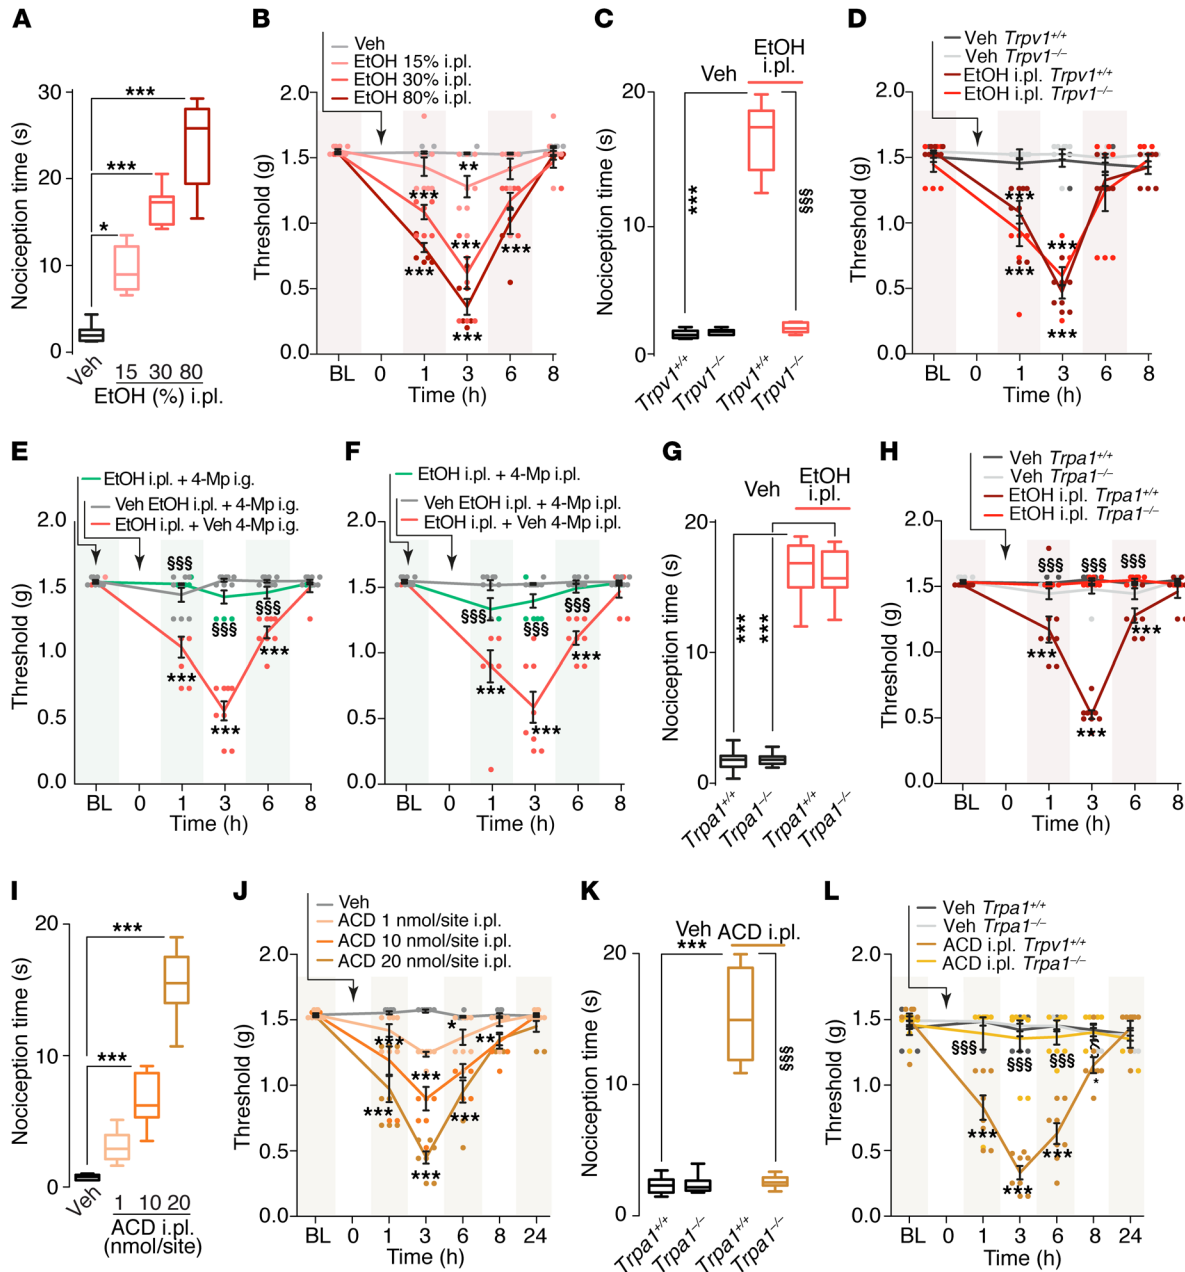 A
Nociception time (s)
30
20
10
0
***
***
*
Veh
15 30 80
EtOH (%) i.pl.
B
Veh
EtOH 15% i.pl.
EtOH 30% i.pl.
EtOH 80% i.pl.
Threshold (g)
2.0
1.5
1.0
0.5
0.0
**
***
***
***
***
***
BL 0 1 3 6 8
Time (h)
C
EtOH
i.pl.
Veh
Nociception time (s)
20
10
0
***
§§§
Trpv1+/+
Trpv1–/–
Trpv1+/+
Trpv1–/–
D
Veh Trpv1+/+
Veh Trpv1–/–
EtOH i.pl. Trpv1+/+
EtOH i.pl. Trpv1–/–
Threshold (g)
2.0
1.5
1.0
0.5
0.0
***
***
***
***
BL 0 1 3 6 8
Time (h)
E
EtOH i.pl. + 4-Mp i.g.
Veh EtOH i.pl. + 4-Mp i.g.
EtOH i.pl. + Veh 4-Mp i.g.
Threshold (g)
2.0
1.5
1.0
0.5
0.0
§§§
§§§
§§§
***
***
***
BL 0 1 3 6 8
Time (h)
F
EtOH i.pl. + 4-Mp i.pl.
Veh EtOH i.pl. + 4-Mp i.pl.
EtOH i.pl. + Veh 4-Mp i.pl.
Threshold (g)
2.0
1.5
1.0
0.5
0.0
§§§
§§§
§§§
***
***
***
BL 0 1 3 6 8
Time (h)
G
EtOH
i.pl.
Veh
Nociception time (s)
20
10
0
***
***
Trpa1+/+
Trpa1–/–
Trpa1+/+
Trpa1–/–
H
Veh Trpa1+/+
Veh Trpa1–/–
EtOH i.pl. Trpa1+/+
EtOH i.pl. Trpa1–/–
Threshold (g)
2.0
1.5
1.0
0.5
0.0
§§§
§§§
§§§
***
***
***
BL 0 1 3 6 8
Time (h)
I
Nociception time (s)
20
10
0
***
***
Veh
1 10 20
ACD i.pl.
(nmol/site)
J
Veh
ACD 1 nmol/site i.pl.
ACD 10 nmol/site i.pl.
ACD 20 nmol/site i.pl.
Threshold (g)
2.0
1.5
1.0
0.5
0.0
*
***
**
***
***
***
***
BL 0 1 3 6 8 24
Time (h)
K
Veh ACD i.pl.
Nociception time (s)
20
10
0
***
§§§
Trpa1+/+
Trpa1–/–
Trpa1+/+
Trpa1–/–
L
Veh Trpa1+/+
Veh Trpa1–/–
ACD i.pl. Trpv1+/+
ACD i.pl. Trpa1–/–
Threshold (g)
2.0
1.5
1.0
0.5
0.0
§§§
§§§
§§§
*
***
***
***
BL 0 1 3 6 8 24
Time (h)